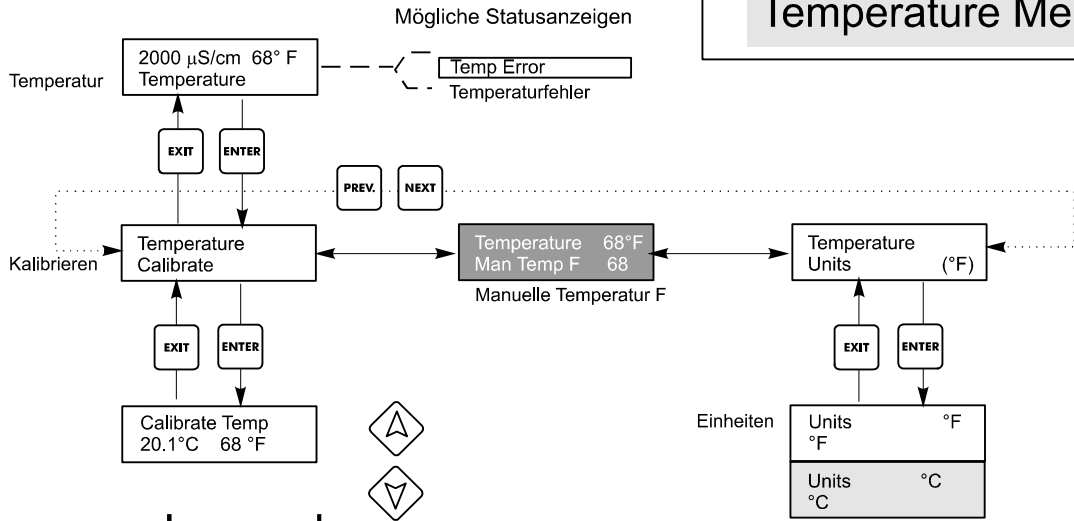 Mögliche Statusanzeigen
Temperature Me
Temperatur
2000 µS/cm 68° F
Temperature
Temp Error
Temperaturfehler
EXIT
ENTER
PREV.
NEXT
Kalibrieren
Temperature
Calibrate
Temperature 68°F
Man Temp F 68
Manuelle Temperatur F
Temperature
Units (°F)
EXIT
ENTER
EXIT
ENTER
Calibrate Temp
20.1°C 68 °F
Einheiten
Units °F
°F
Units °C
°C